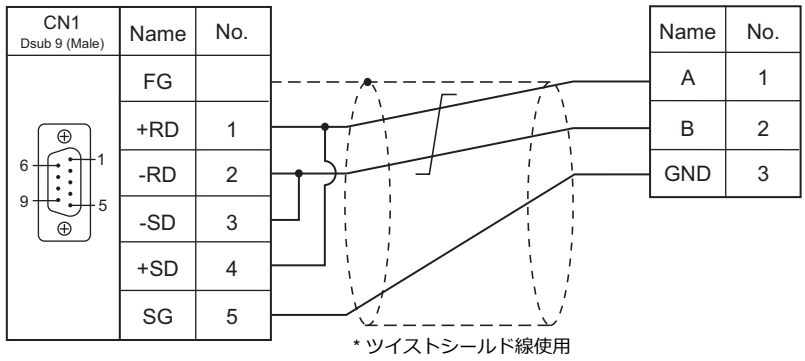 CN1
Dsub 9 (Male)
Name No.
FG
+RD 1
-RD 2
-SD 3
+SD 4
SG 5
6 1
9 5
Name No.
A 1
B 2
GND 3
* ツイストシールド線使用